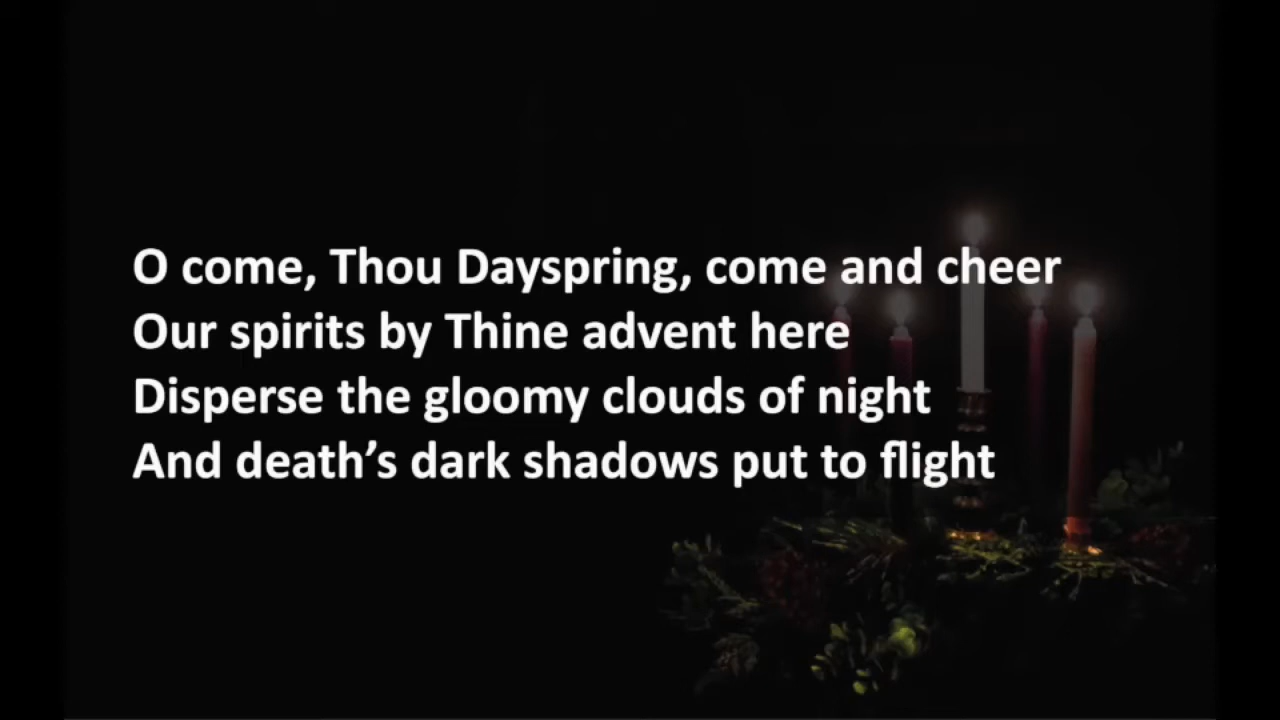 O come, Thou Dayspring, come and cheer
Our spirits by Thine advent here
Disperse the gloomy clouds of night
And death’s dark shadows put to flight